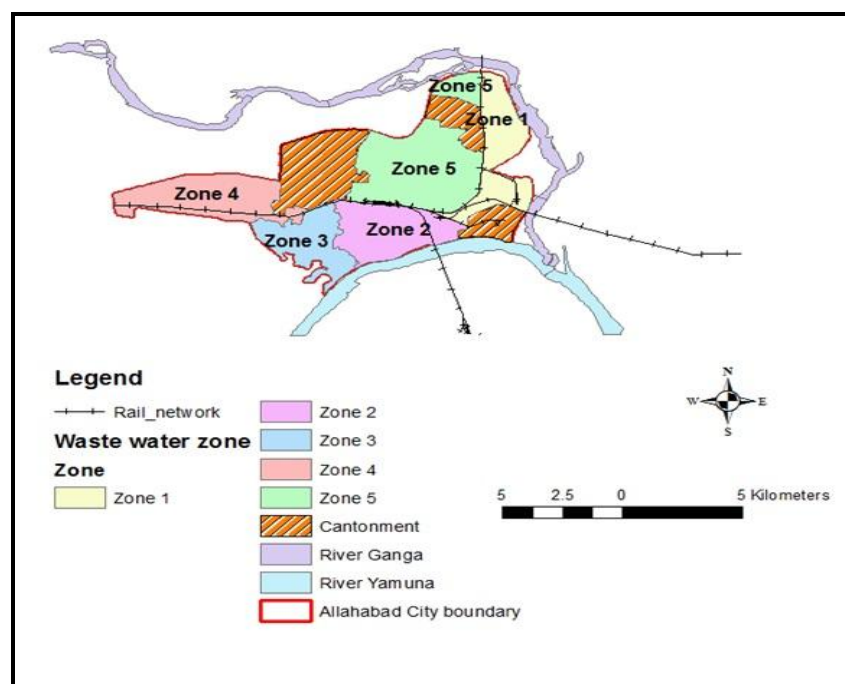 Zone 5
Zone 1
Zone 5
Zone 4
Zone 3
Zone 2
Legend
Rail_network
Waste water zone
Zone
Zone 1
Zone 2
Zone 3
Zone 4
Zone 5
Cantonment
River Ganga
River Yamuna
Allahabad City boundary
N
W E
S
5 2.5 0 5 Kilometers